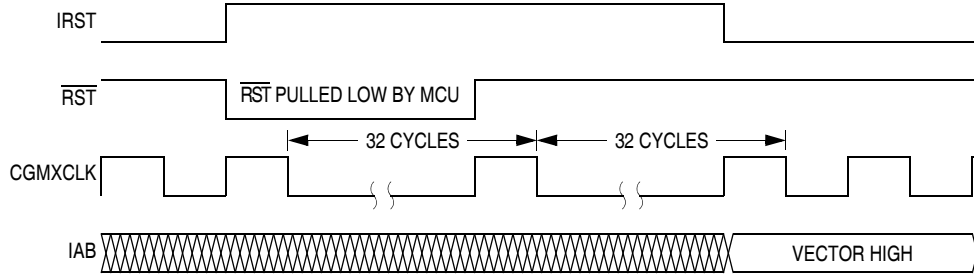 IRST
RST
RST PULLED LOW BY MCU
32 CYCLES
32 CYCLES
CGMXCLK
IAB
VECTOR HIGH